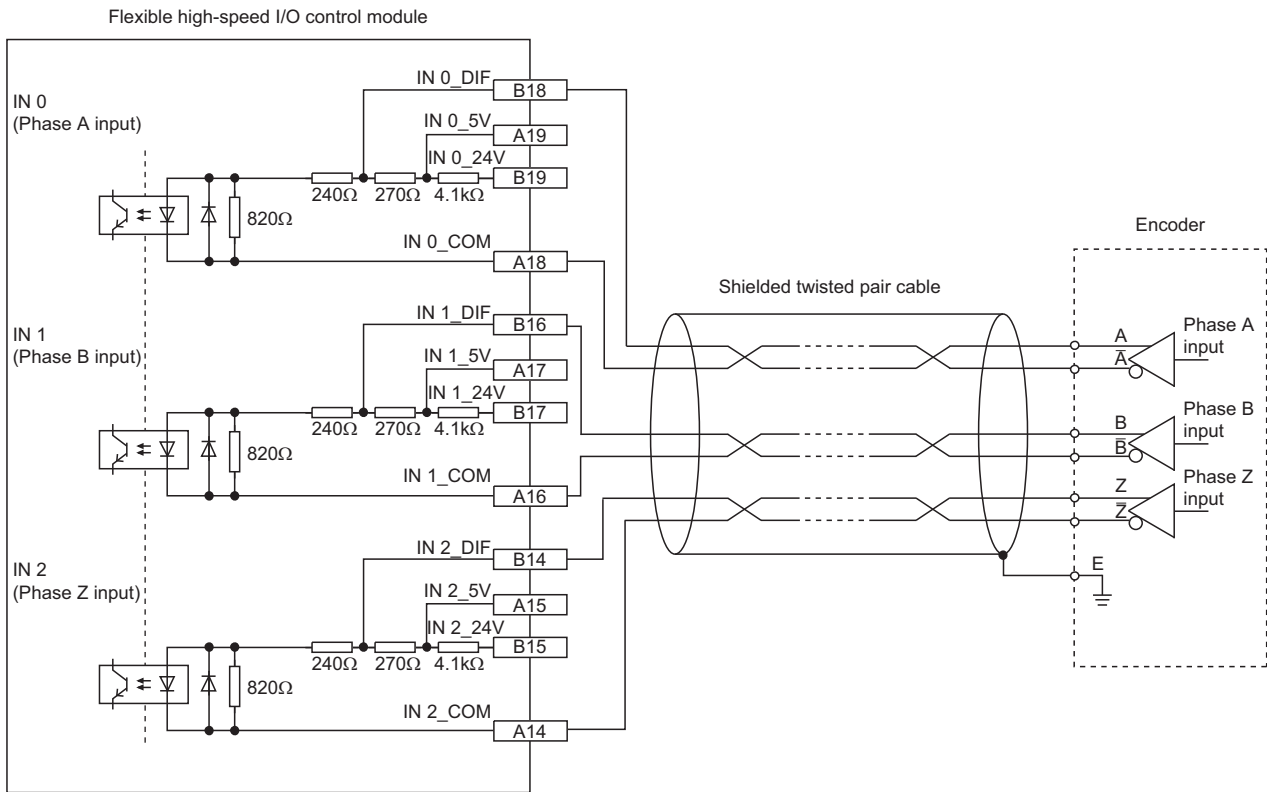 Flexible high-speed I/O control module
IN 0
(Phase A input)
IN 0_DIF
B18
IN 0_5V
A19
IN 0_24V
B19
240Ω
270Ω
4.1kΩ
820Ω
IN 0_COM
A18
IN 1
(Phase B input)
IN 1_DIF
B16
IN 1_5V
A17
IN 1_24V
B17
240Ω
270Ω
4.1kΩ
820Ω
IN 1_COM
A16
IN 2
(Phase Z input)
IN 2_DIF
B14
IN 2_5V
A15
IN 2_24V
B15
240Ω
270Ω
4.1kΩ
820Ω
IN 2_COM
A14
Shielded twisted pair cable
Encoder
A
A̅
Phase A
input
B
B̅
Phase B
input
Z
Z̅
Phase Z
input
E